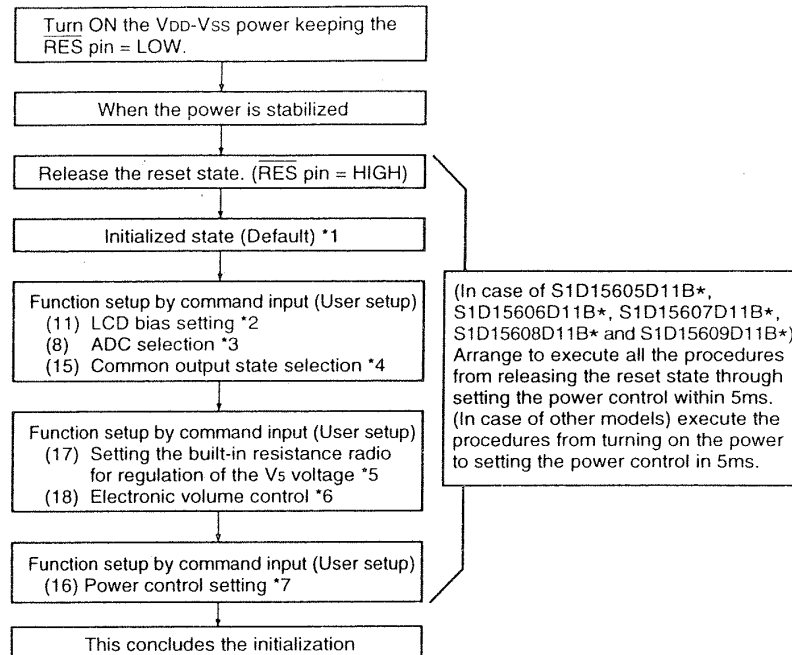 Turn ON the VDD-VSS power keeping the
RES pin = LOW.
When the power is stabilized
Release the reset state. (RES pin = HIGH)
Initialized state (Default) *1
Function setup by command input (User setup)
(11) LCD bias setting *2
(8) ADC selection *3
(15) Common output state selection *4
Function setup by command input (User setup)
(17) Setting the built-in resistance radio
for regulation of the V5 voltage *5
(18) Electronic volume control *6
Function setup by command input (User setup)
(16) Power control setting *7
This concludes the initialization
(In case of S1D15605D11B*,
S1D15606D11B*, S1D15607D11B*,
S1D15608D11B* and S1D15609D11B*)
Arrange to execute all the procedures
from releasing the reset state through
setting the power control within 5ms.
(In case of other models) execute the
procedures from turning on the power
to setting the power control in 5ms.